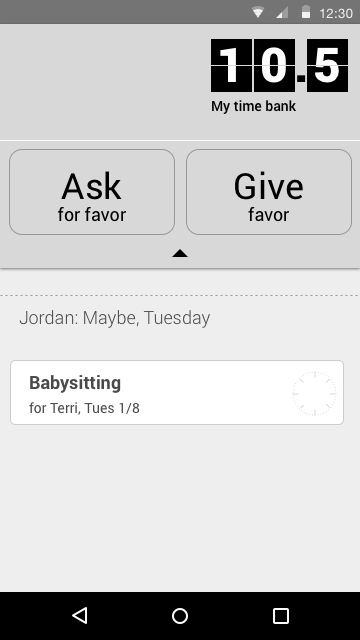 12:30
10.5
My time bank
Ask
for favor
Give
favor
Jordan: Maybe, Tuesday
Babysitting
for Terri, Tues 1/8